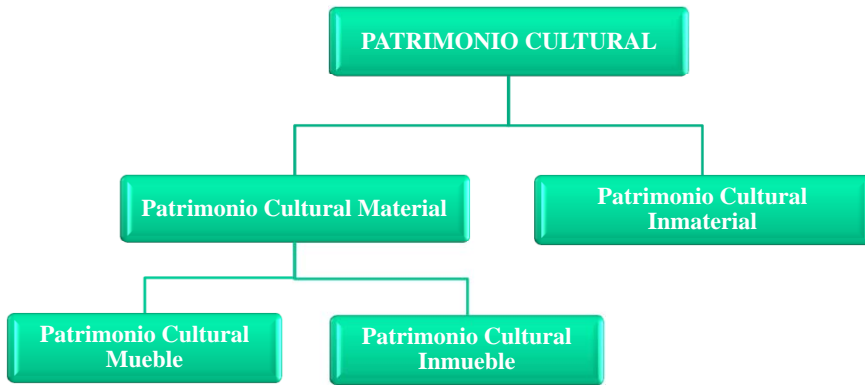 PATRIMONIO CULTURAL
Patrimonio Cultural Material
Patrimonio Cultural
Inmaterial
Patrimonio Cultural
Mueble
Patrimonio Cultural
Inmueble